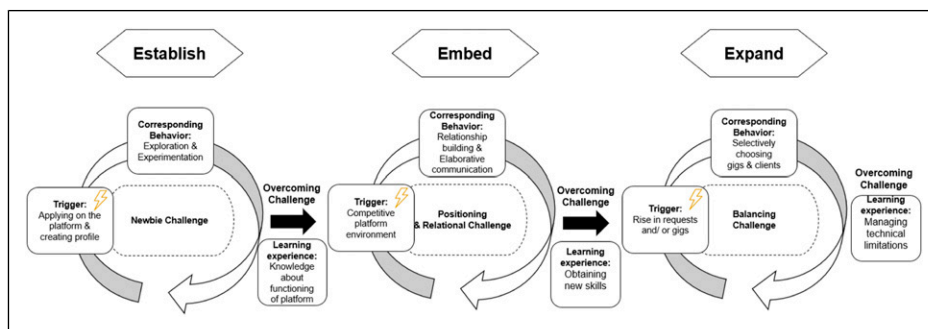 Establish
Embed
Expand
Corresponding
Behavior:
Exploration &
Experimentation
Trigger:
Applying on the
platform &
creating profile
Newbie Challenge
Overcoming
Challenge
Learning
experience:
Knowledge
about
functioning
of platform
Corresponding
Behavior:
Relationship
building &
Elaborative
communication
Trigger:
Competitive
platform
environment
Positioning
& Relational Challenge
Overcoming
Challenge
Learning
experience:
Obtaining
new skills
Corresponding
Behavior:
Selectively
choosing
gigs & clients
Trigger:
Rise in requests
and/ or gigs
Balancing
Challenge
Overcoming
Challenge
Learning
experience:
Managing
technical
limitations